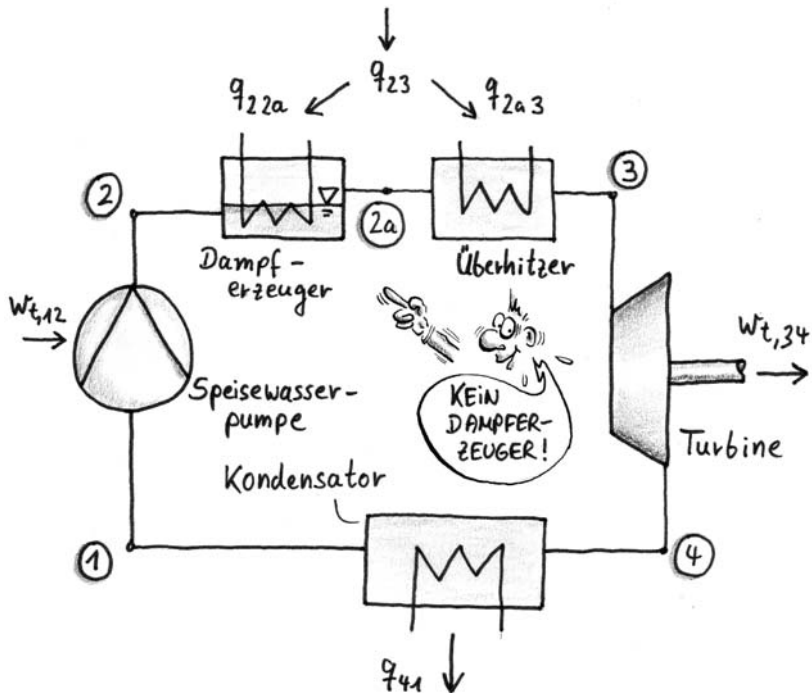 q23
q22a
q2a3
2
3
2a
Dampf-
erzeuger
Überhitzer
Wt,12
Wt,34
Speisewasser-
pumpe
KEIN
DAMPFER-
ZEUGER!
Turbine
Kondensator
1
4
q41